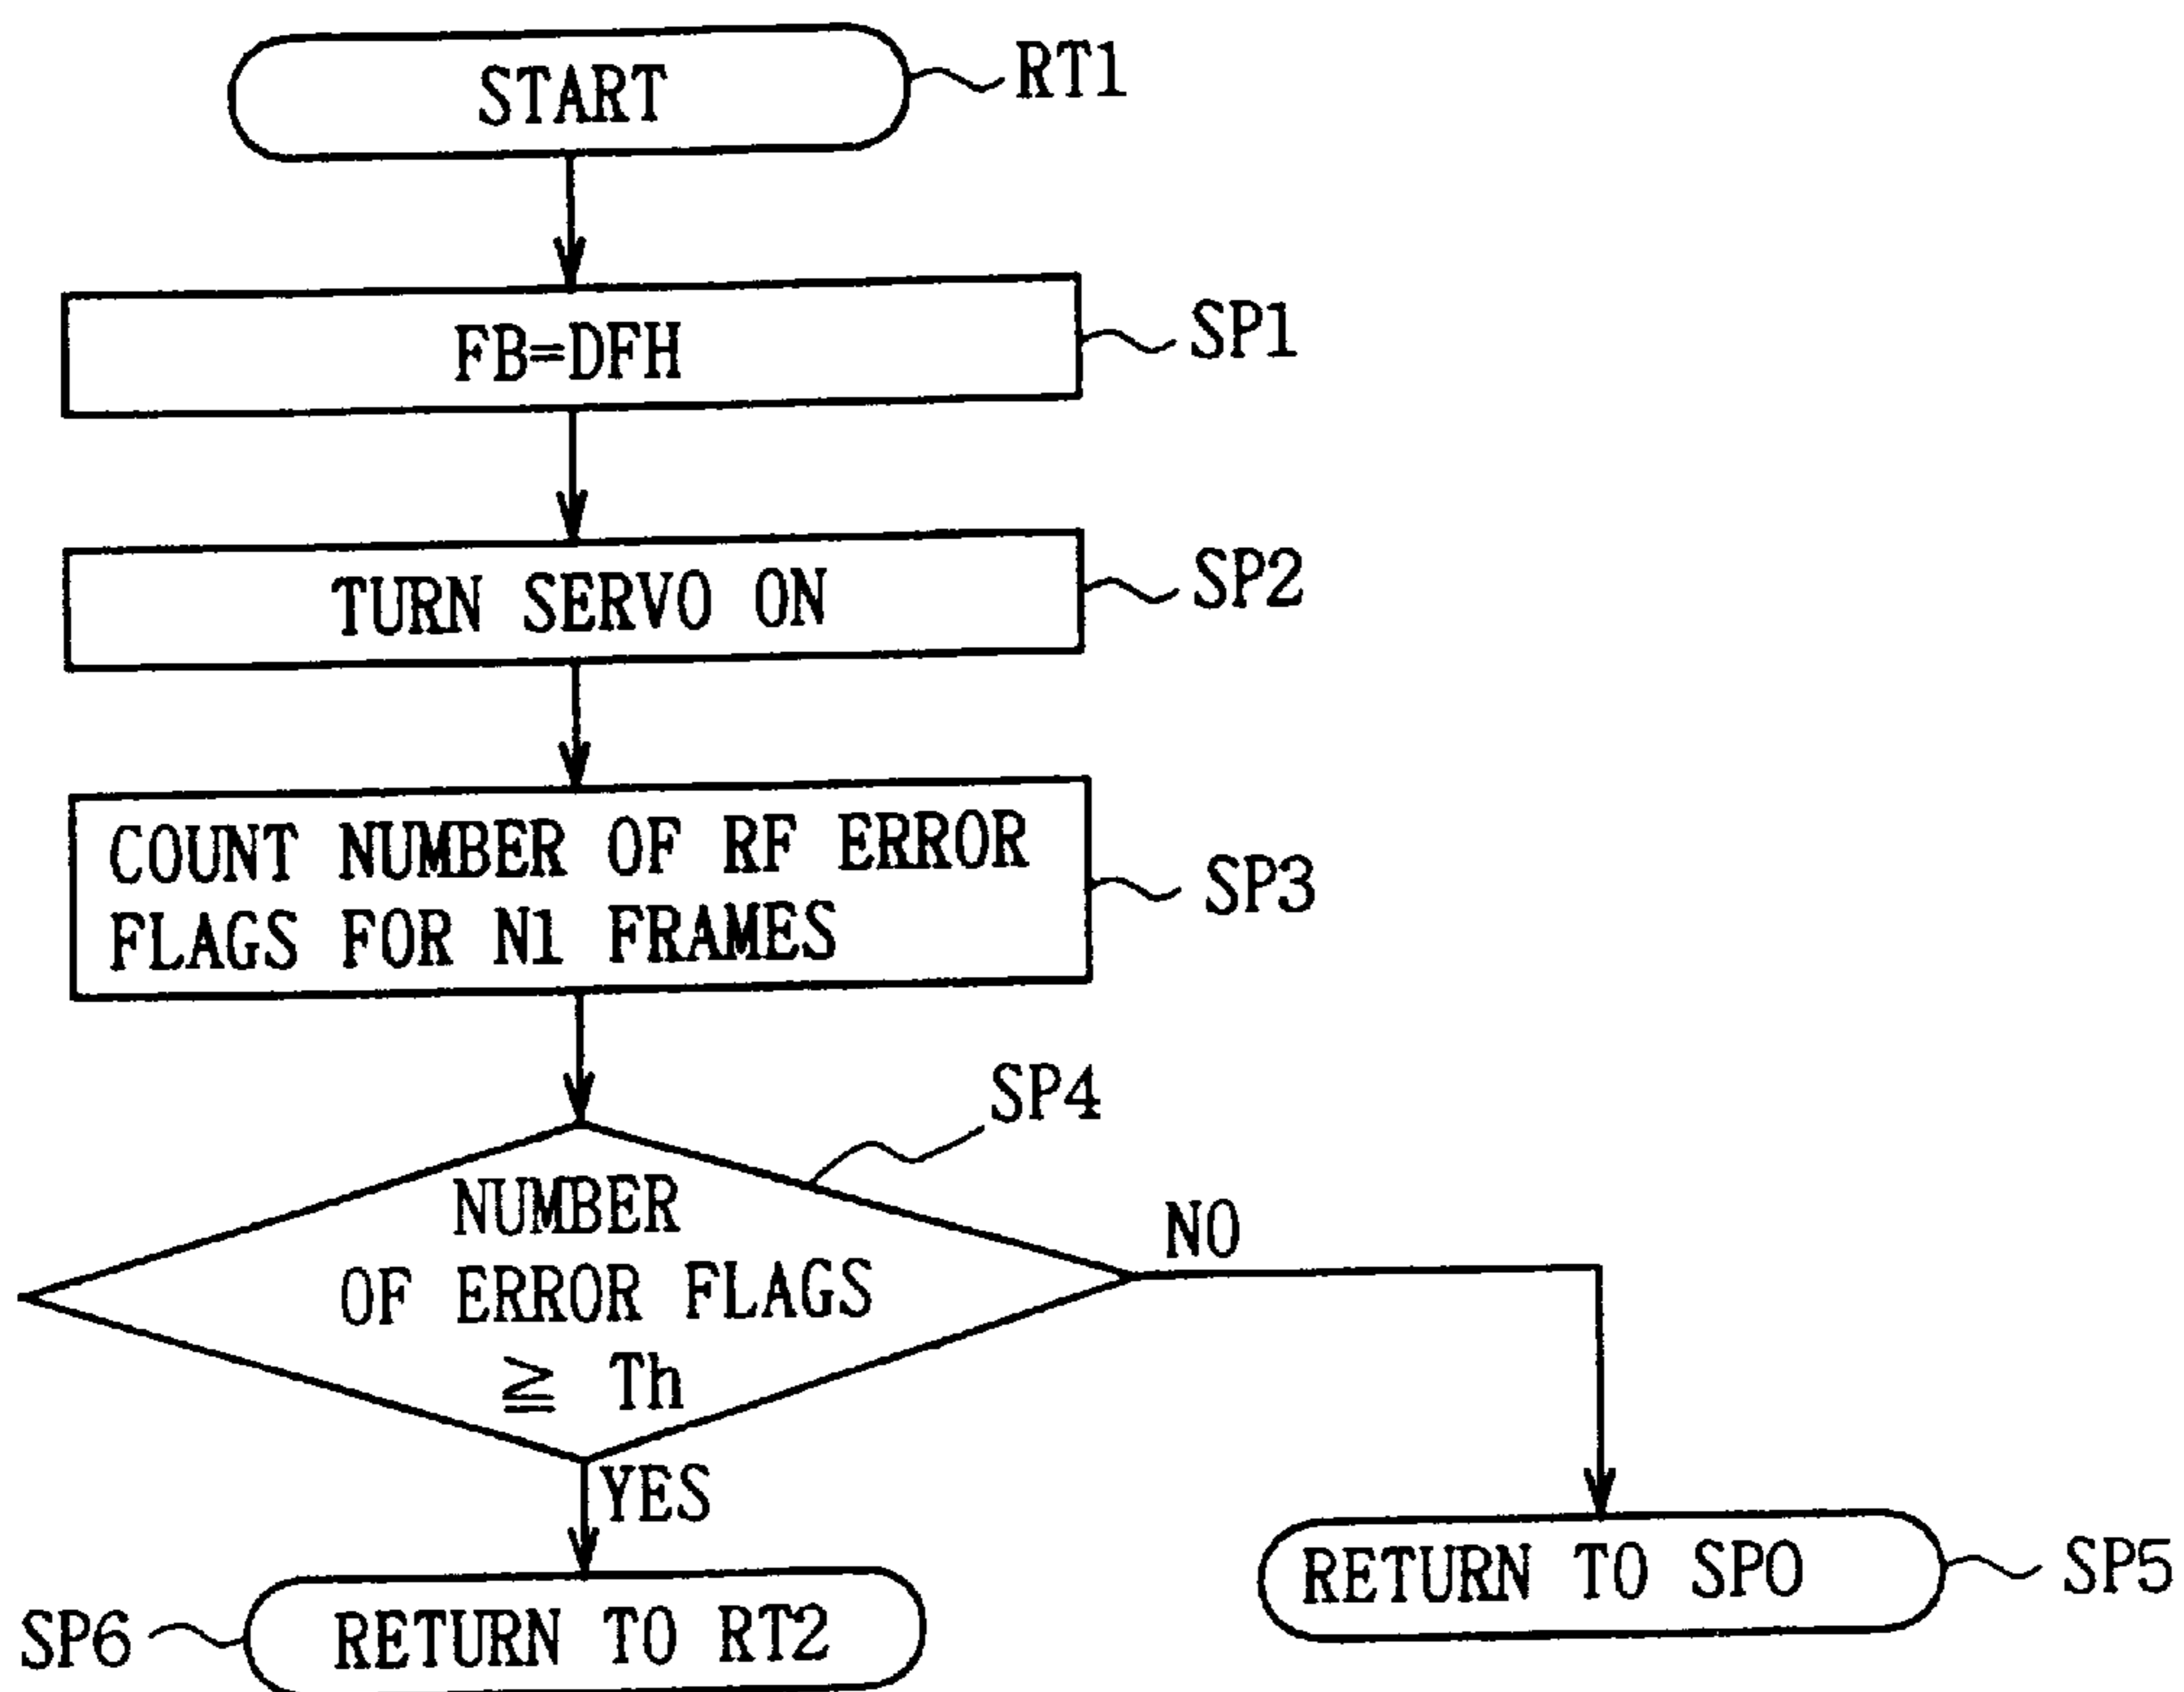 START
RT1
FB=DFH
SP1
TURN SERVO ON
SP2
COUNT NUMBER OF RF ERROR
FLAGS FOR N1 FRAMES
SP3
SP4
NUMBER
OF ERROR FLAGS
≧ Th
NO
YES
RETURN TO SP0
SP5
SP6
RETURN TO RT2